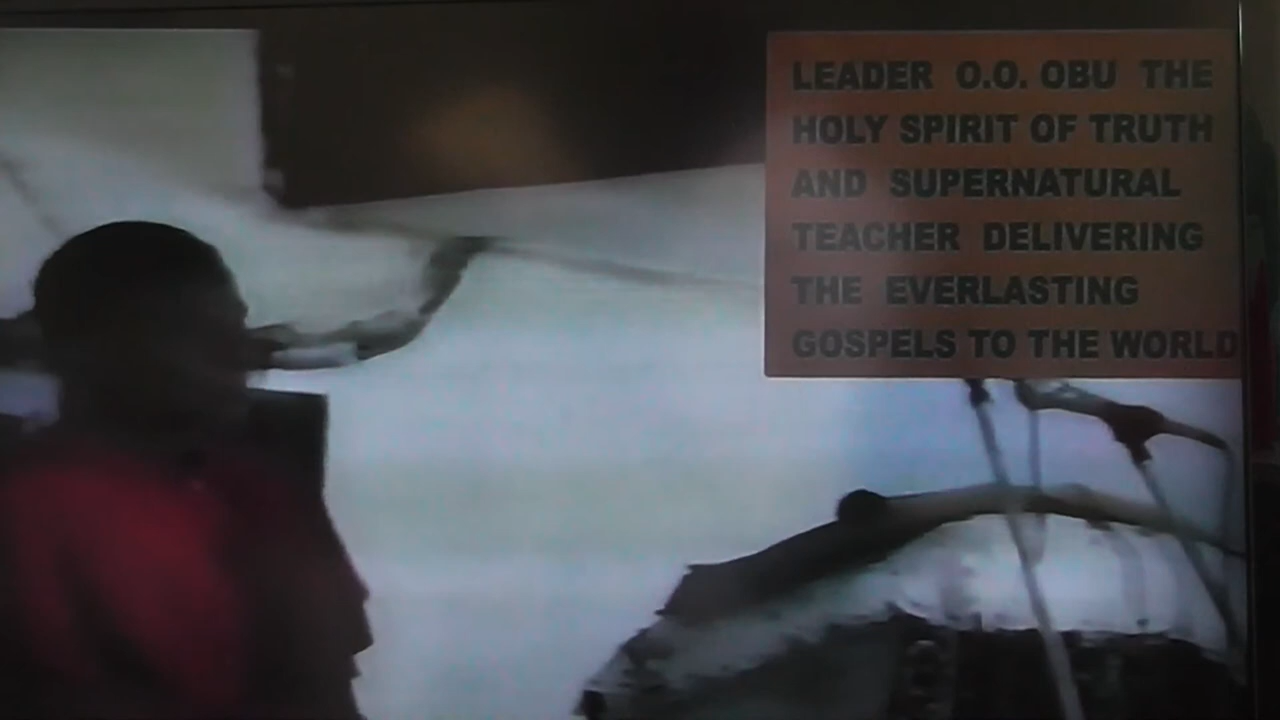 LEADER O.O. OBU THE
HOLY SPIRIT OF TRUTH
AND SUPERNATURAL
TEACHER DELIVERING
THE EVERLASTING
GOSPELS TO THE WORLD